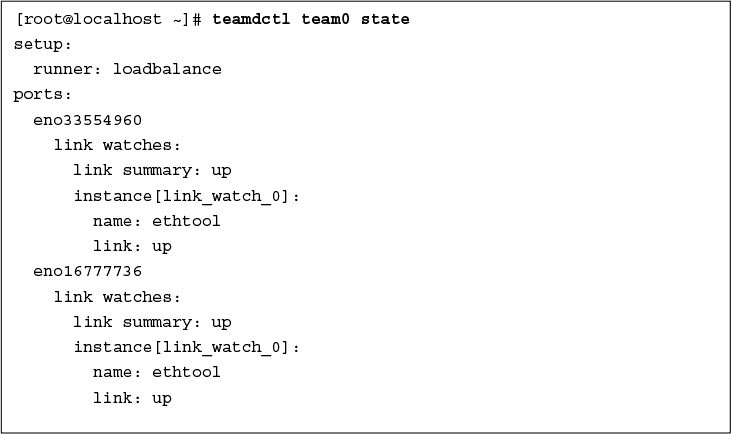 [root@localhost ~]# teamdctl team0 state
setup:
  runner: loadbalance
ports:
  eno33554960
    link watches:
      link summary: up
      instance[link_watch_0]:
        name: ethtool
        link: up
  eno16777736
    link watches:
      link summary: up
      instance[link_watch_0]:
        name: ethtool
        link: up